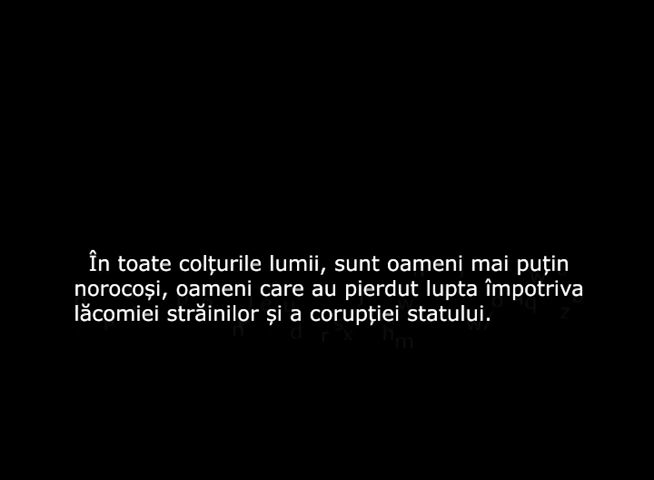 În toate colțurile lumii, sunt oameni mai puțin
norocoși, oameni care au pierdut lupta împotriva
lăcomiei străinilor și a corupției statului.